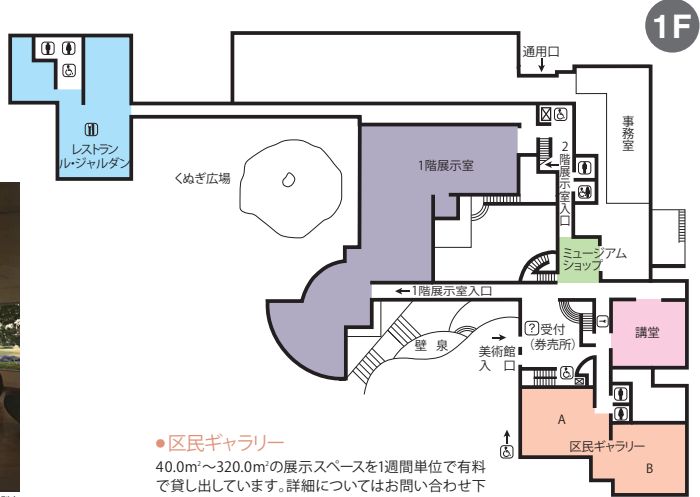 1F
通用口
事務室
レストラン
ル・ジャルダン
くぬぎ広場
1階展示室
2階展示室入口
ミュージアム
ショップ
←1階展示室入口
?受付
(券売所)
講堂
壁 泉
→
美術館
入 口
A
区民ギャラリー
B
●区民ギャラリー
40.0m²〜320.0m²の展示スペースを1週間単位で有料
で貸し出しています。詳細についてはお問い合わせ下